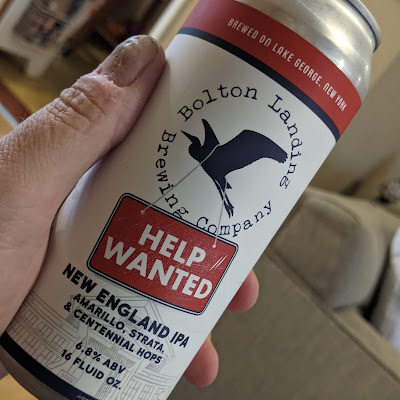 BREWED ON LAKE GEORGE, NEW YORK
Bolton Landing
Brewing Company
HELP
WANTED
NEW ENGLAND IPA
AMARILLO, STRATA,
& CENTENNIAL HOPS
6.8% ABV
16 FLUID OZ.